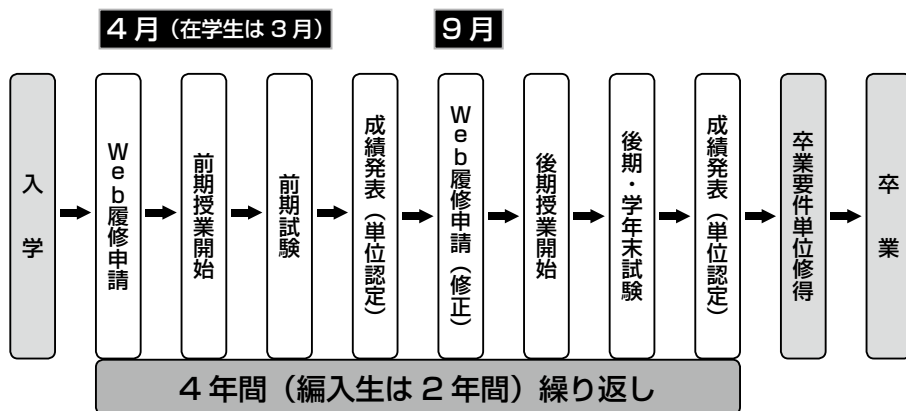 4月（在学生は3月）
9月
入学
Web履修申請
前期授業開始
前期試験
成績発表（単位認定）
Web履修申請（修正）
後期授業開始
後期・学年末試験
成績発表（単位認定）
卒業要件単位修得
卒業
4年間（編入生は2年間）繰り返し